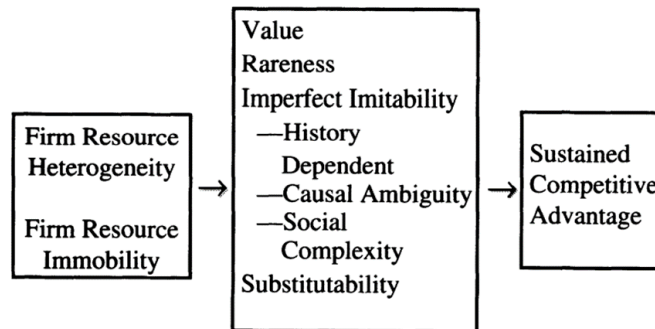 Firm Resource
Heterogeneity
Firm Resource
Immobility
→
Value
Rareness
Imperfect Imitability
—History
Dependent
—Causal Ambiguity
—Social
Complexity
Substitutability
→
Sustained
Competitive
Advantage